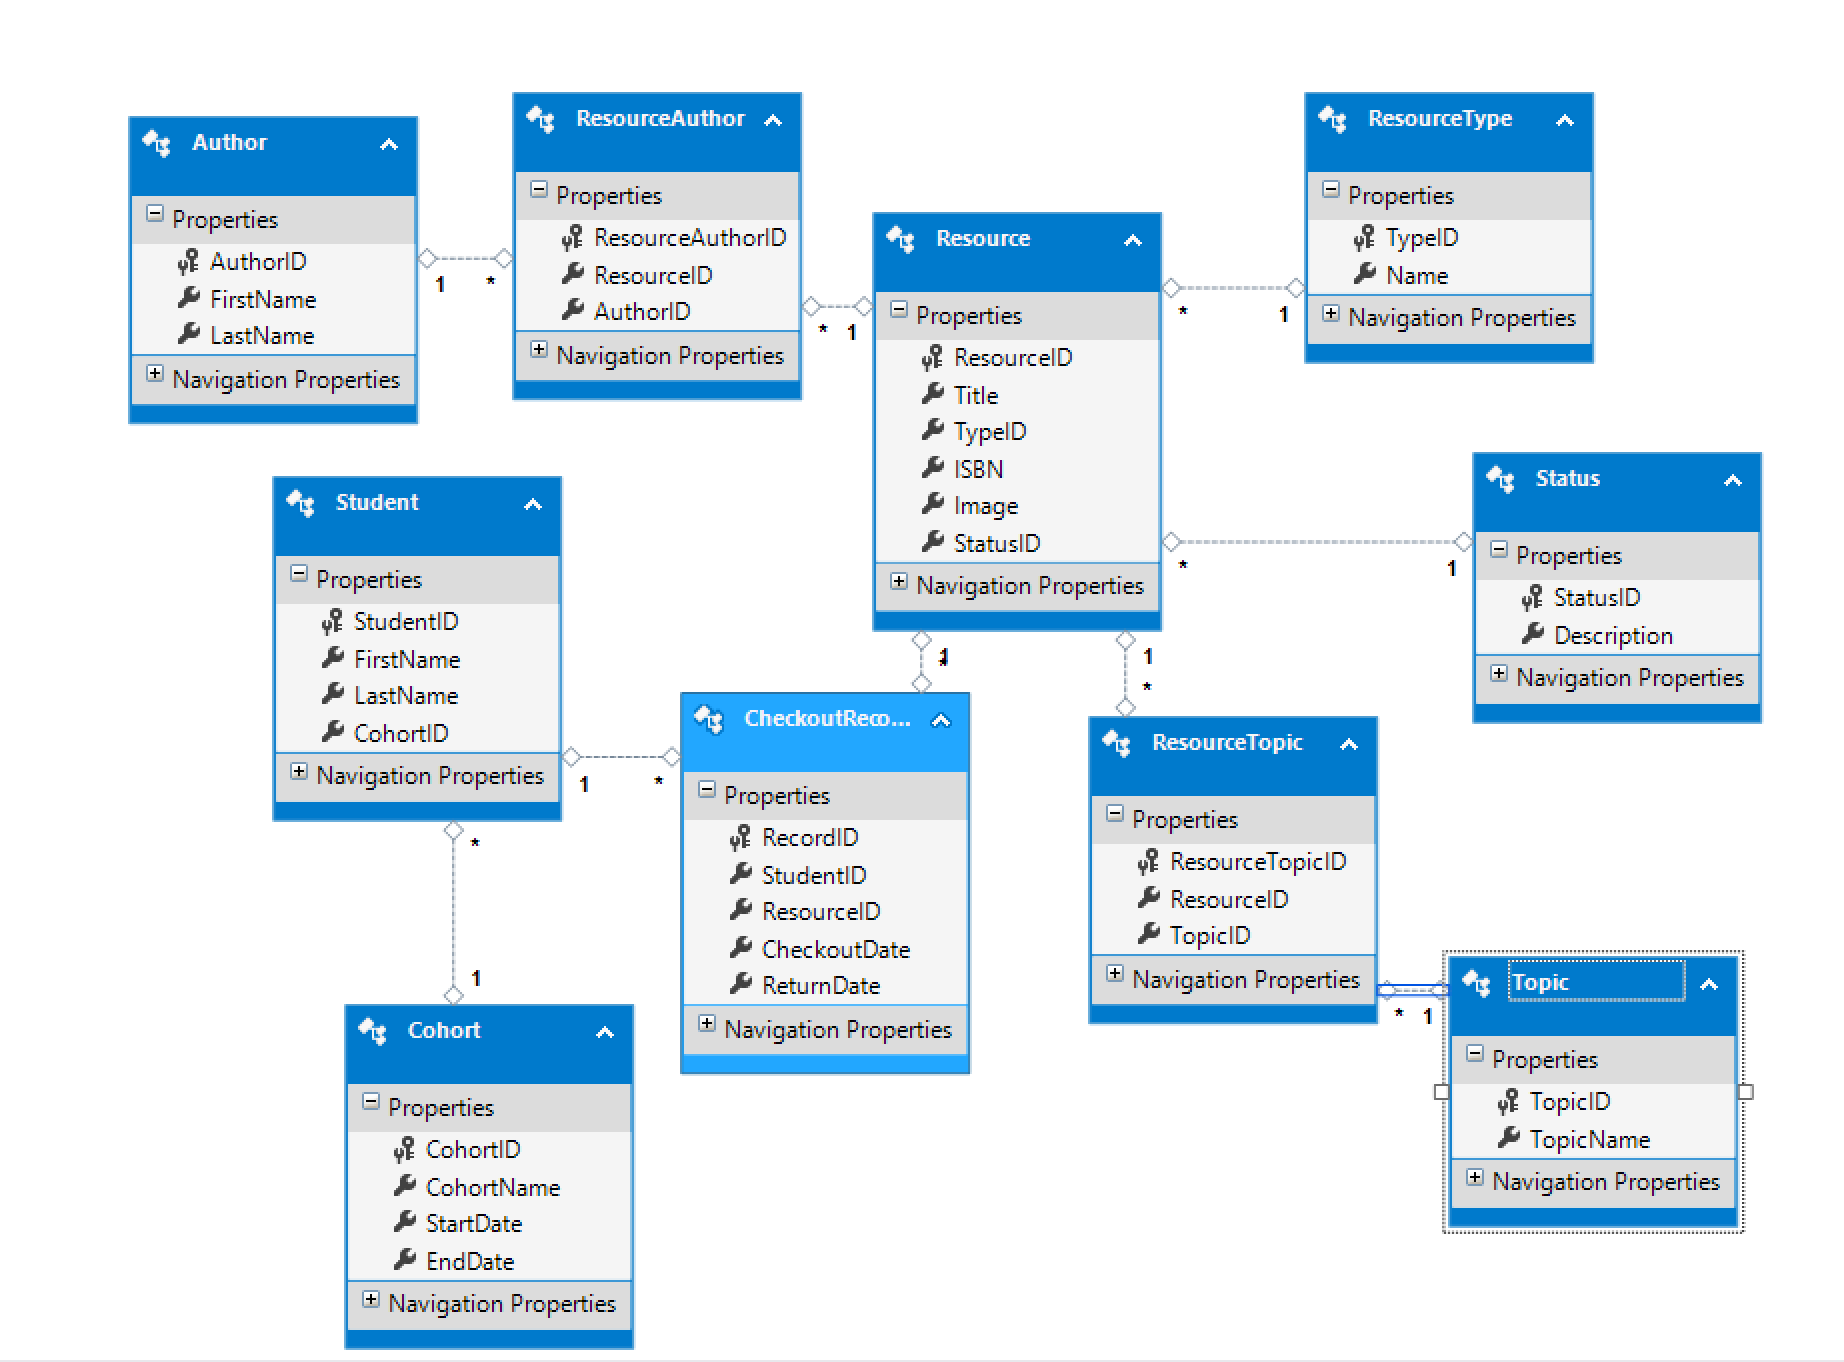 Author
Properties
AuthorID
FirstName
LastName
Navigation Properties
1
*
ResourceAuthor
Properties
ResourceAuthorID
ResourceID
AuthorID
Navigation Properties
*
1
Resource
Properties
ResourceID
Title
TypeID
ISBN
Image
StatusID
Navigation Properties
*
1
ResourceType
Properties
TypeID
Name
Navigation Properties
*
1
Status
Properties
StatusID
Description
Navigation Properties
Student
Properties
StudentID
FirstName
LastName
CohortID
Navigation Properties
1
*
1
*
CheckoutReco...
Properties
RecordID
StudentID
ResourceID
CheckoutDate
ReturnDate
Navigation Properties
1
*
ResourceTopic
Properties
ResourceTopicID
ResourceID
TopicID
Navigation Properties
*
1
Topic
Properties
TopicID
TopicName
Navigation Properties
*
1
Cohort
Properties
CohortID
CohortName
StartDate
EndDate
Navigation Properties